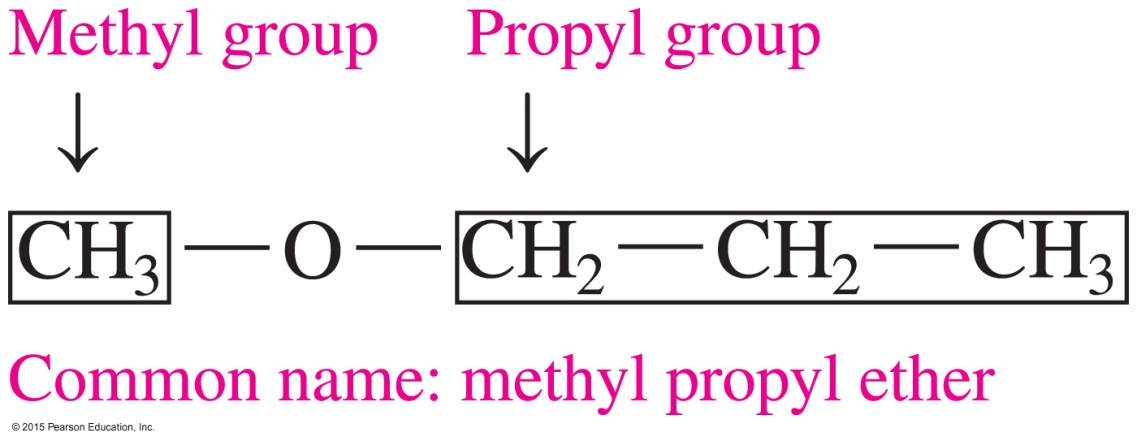 Methyl group Propyl group
CH₃—O—CH₂—CH₂—CH₃
Common name: methyl propyl ether
© 2015 Pearson Education, Inc.